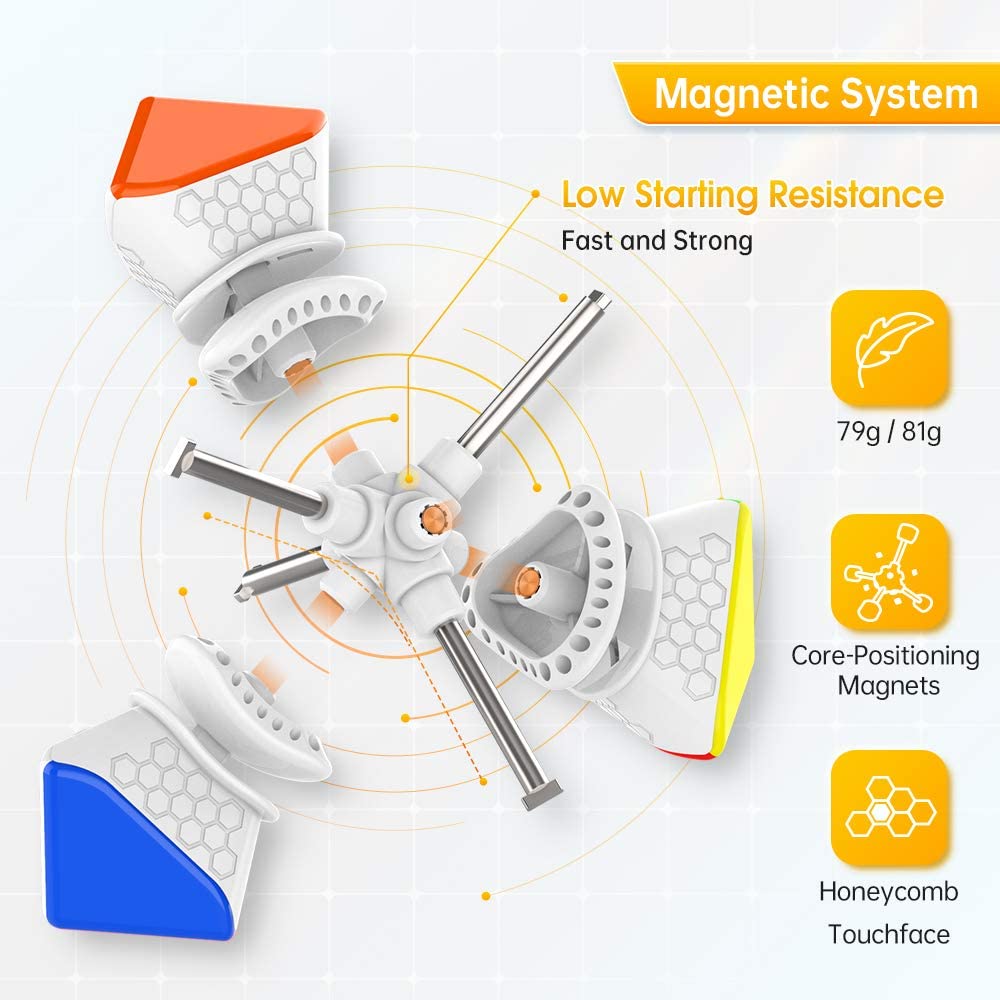 Magnetic System
Low Starting Resistance
Fast and Strong
79g / 81g
Core-Positioning
Magnets
Honeycomb
Touchface